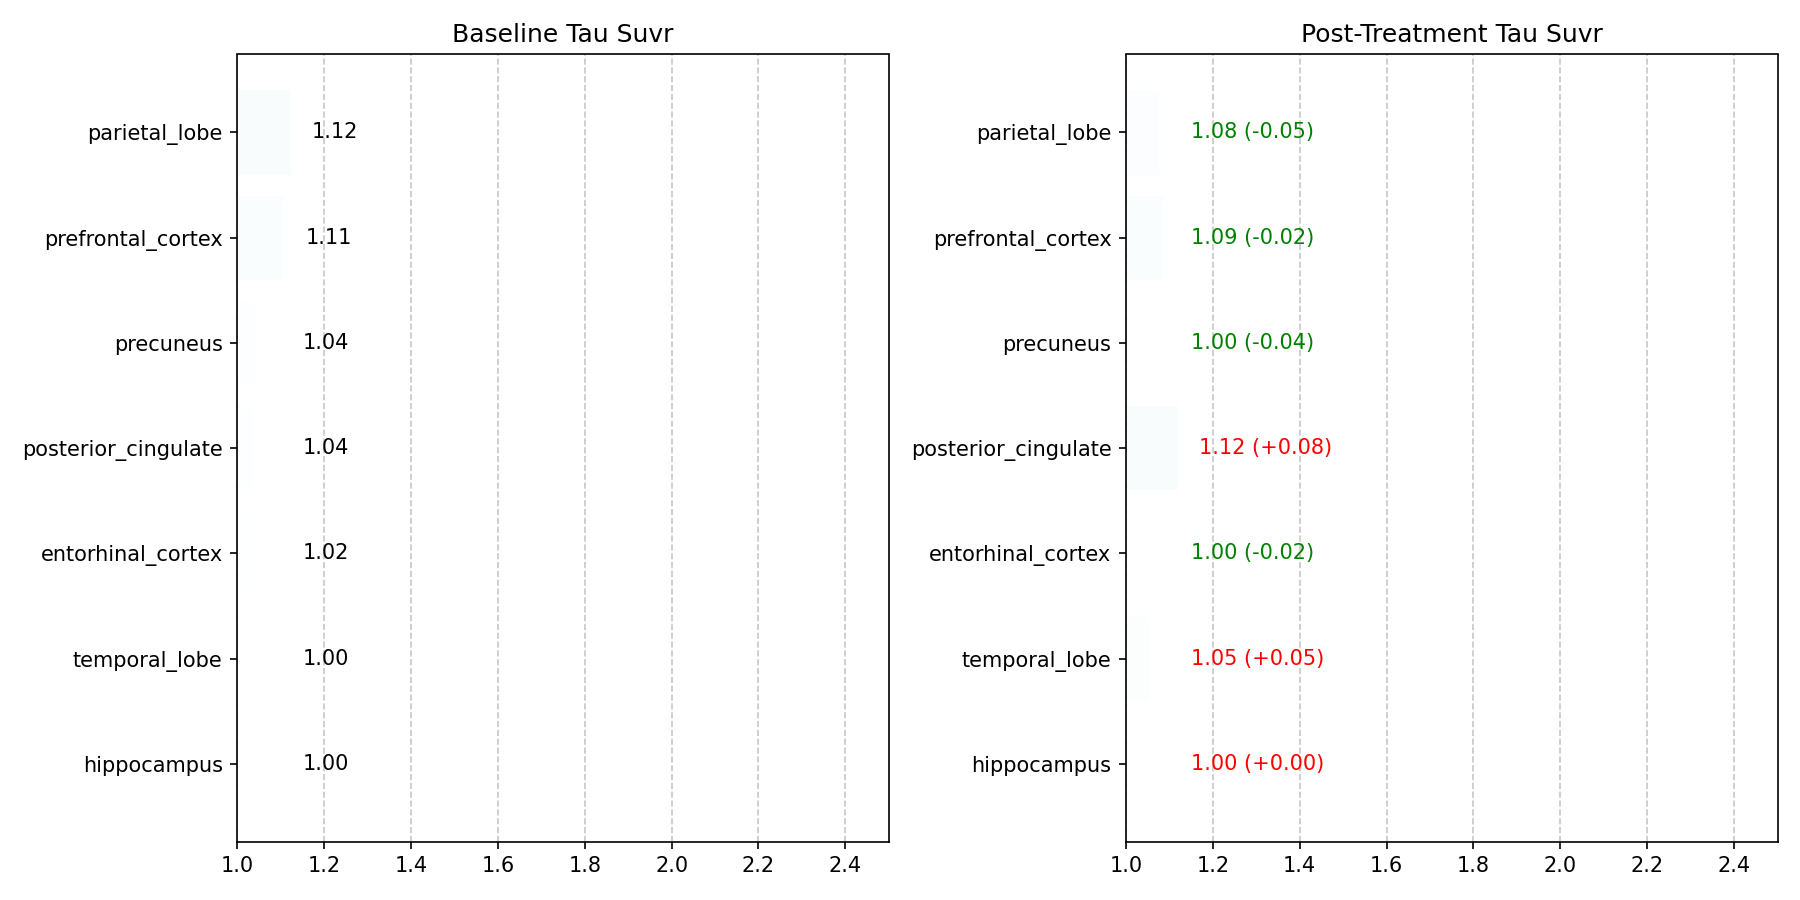 Baseline Tau Suvr
parietal_lobe 1.12
prefrontal_cortex 1.11
precuneus 1.04
posterior_cingulate 1.04
entorhinal_cortex 1.02
temporal_lobe 1.00
hippocampus 1.00
1.0 1.2 1.4 1.6 1.8 2.0 2.2 2.4
Post-Treatment Tau Suvr
parietal_lobe 1.08 (-0.05)
prefrontal_cortex 1.09 (-0.02)
precuneus 1.00 (-0.04)
posterior_cingulate 1.12 (+0.08)
entorhinal_cortex 1.00 (-0.02)
temporal_lobe 1.05 (+0.05)
hippocampus 1.00 (+0.00)
1.0 1.2 1.4 1.6 1.8 2.0 2.2 2.4